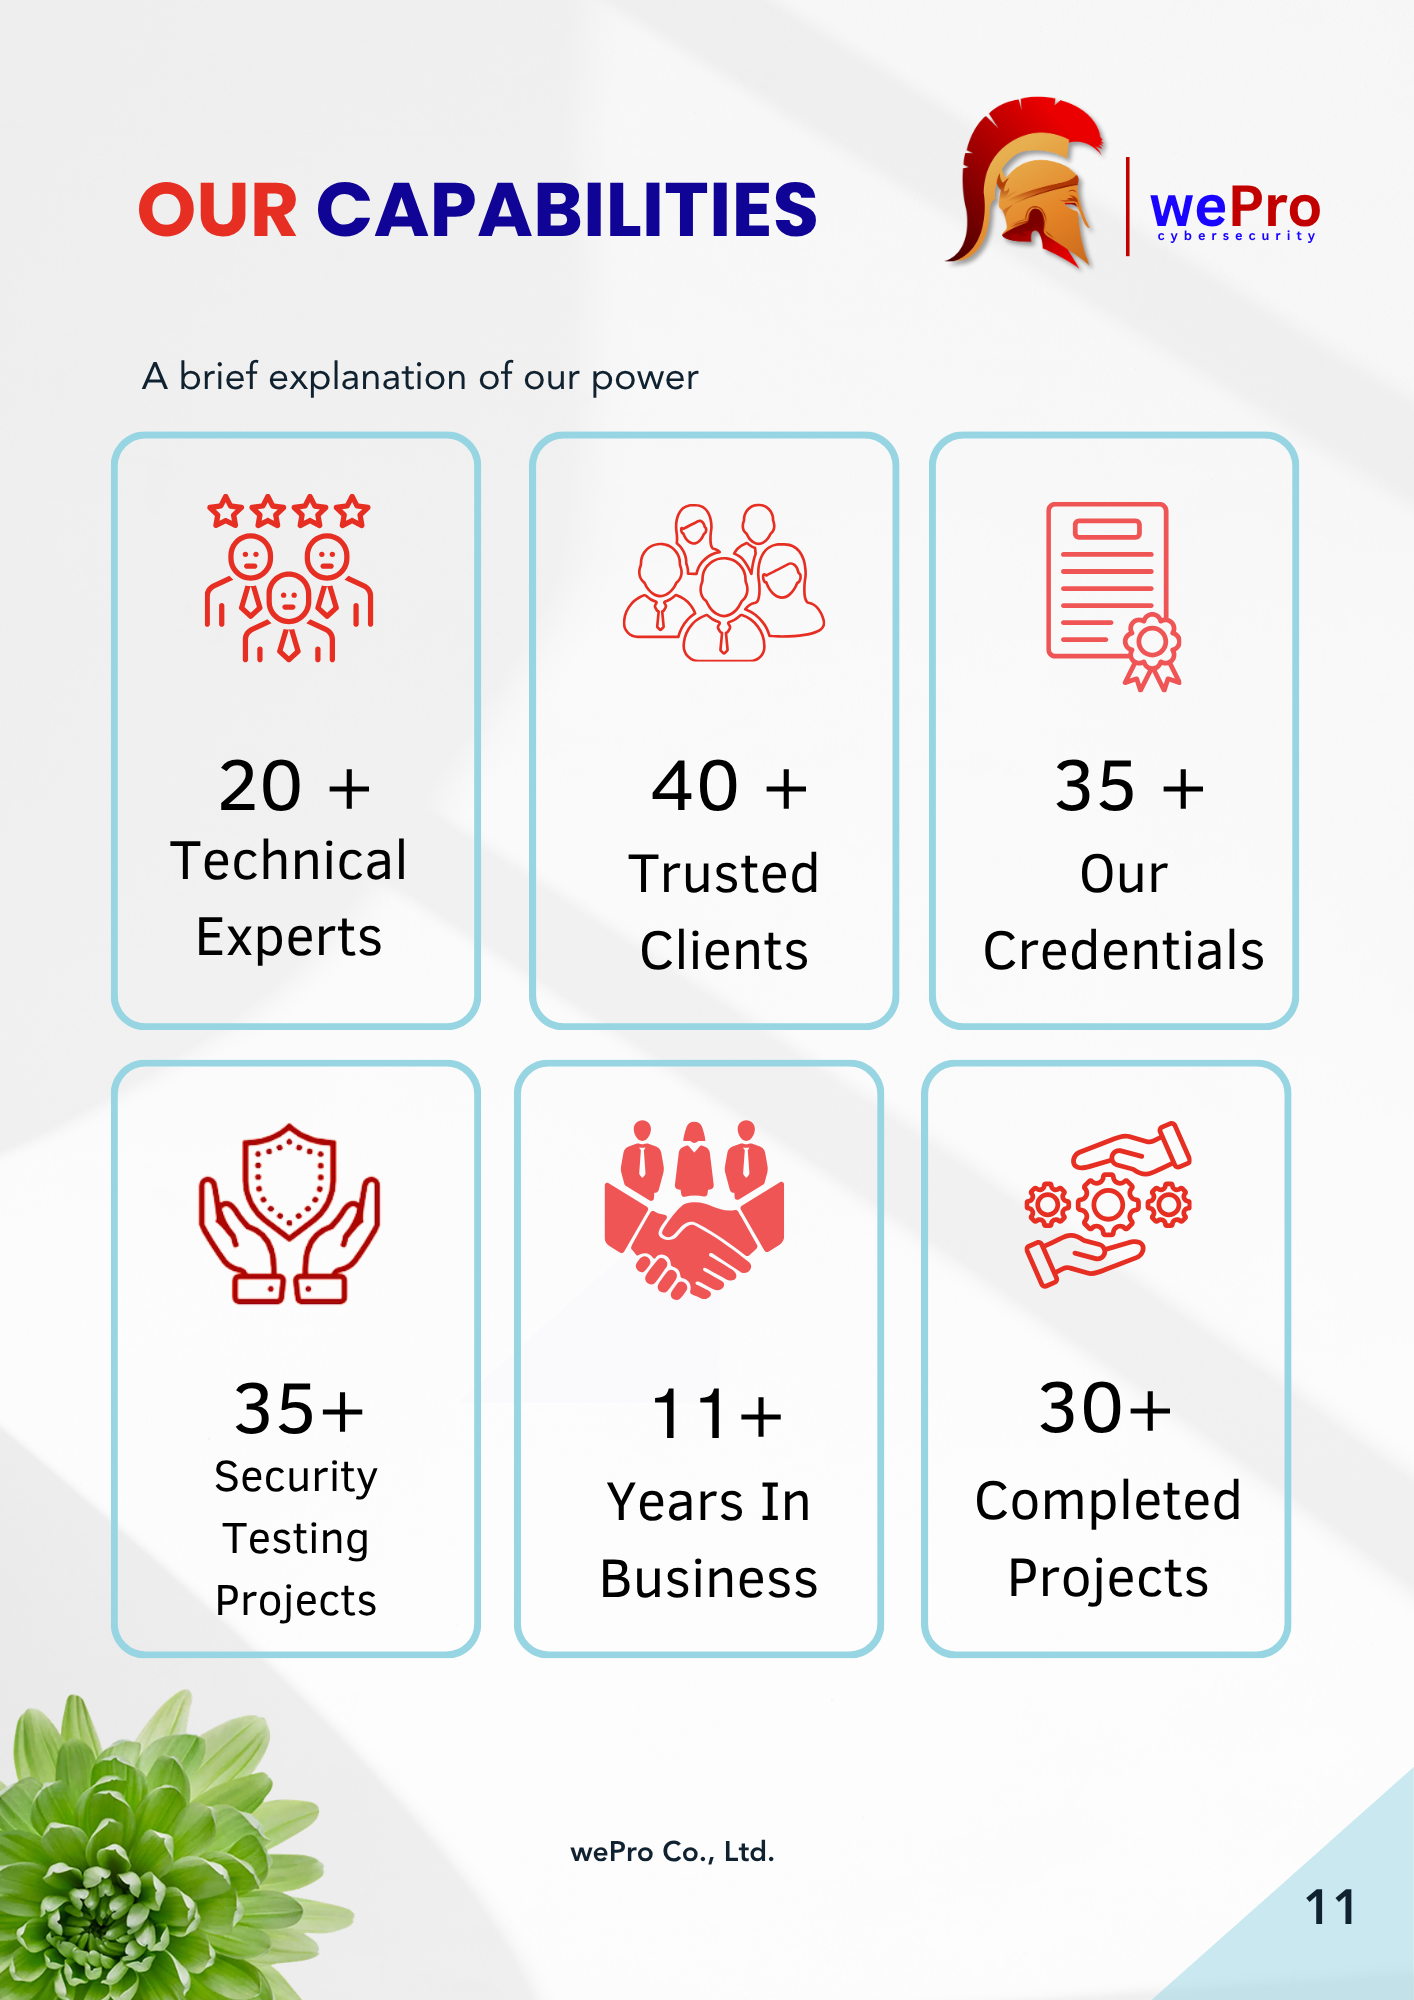 OUR CAPABILITIES
wePro
cybersecurity
A brief explanation of our power
20 +
Technical
Experts
40 +
Trusted
Clients
35 +
Our
Credentials
35+
Security
Testing
Projects
11+
Years In
Business
30+
Completed
Projects
wePro Co., Ltd.
11